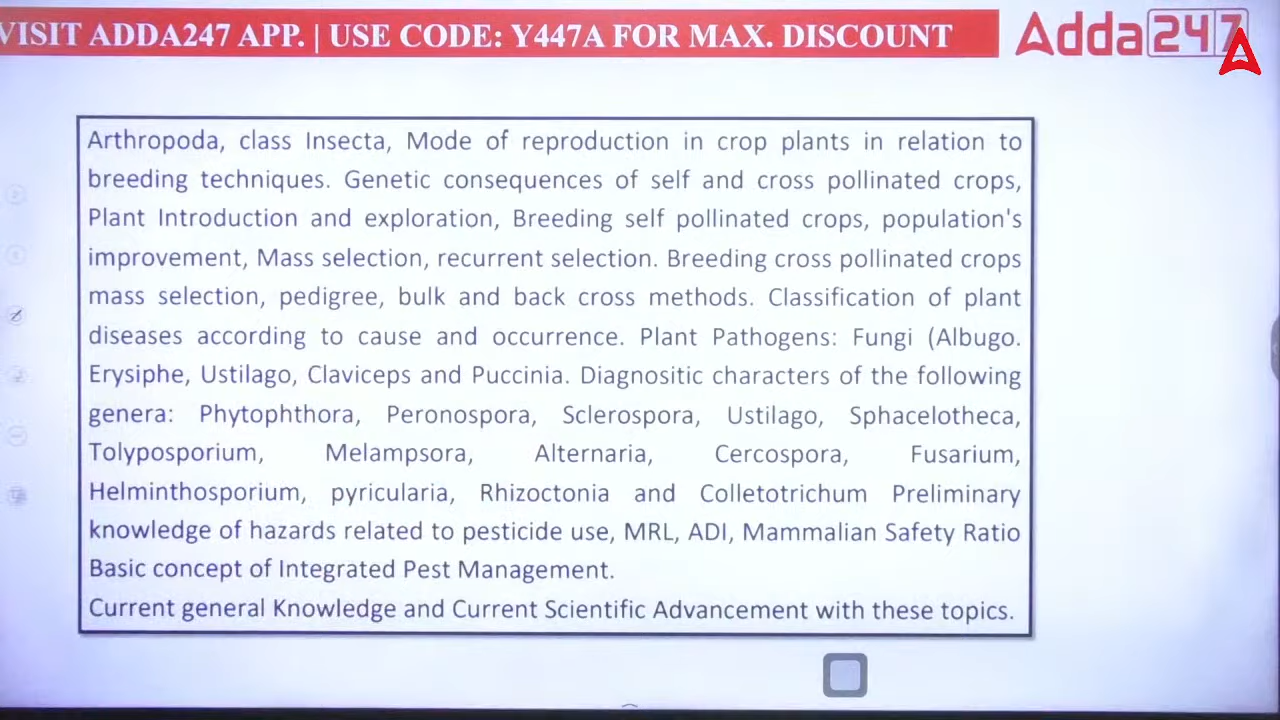 VISIT ADDA247 APP. | USE CODE: Y447A FOR MAX. DISCOUNT
Adda247
Arthropoda, class Insecta, Mode of reproduction in crop plants in relation to
breeding techniques. Genetic consequences of self and cross pollinated crops,
Plant Introduction and exploration, Breeding self pollinated crops, population's
improvement, Mass selection, recurrent selection. Breeding cross pollinated crops
mass selection, pedigree, bulk and back cross methods. Classification of plant
diseases according to cause and occurrence. Plant Pathogens: Fungi (Albugo.
Erysiphe, Ustilago, Claviceps and Puccinia. Diagnositic characters of the following
genera: Phytophthora, Peronospora, Sclerospora, Ustilago, Sphacelotheca,
Tolyposporium, Melampsora, Alternaria, Cercospora, Fusarium,
Helminthosporium, pyricularia, Rhizoctonia and Colletotrichum Preliminary
knowledge of hazards related to pesticide use, MRL, ADI, Mammalian Safety Ratio
Basic concept of Integrated Pest Management.
Current general Knowledge and Current Scientific Advancement with these topics.